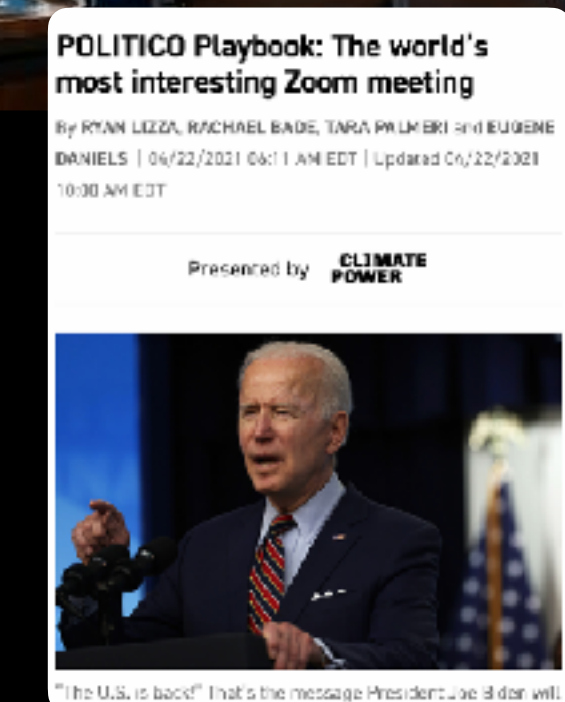 POLITICO Playbook: The world's
most interesting Zoom meeting
By RYAN LIZZA, RACHAEL BADE, TARA PALMERI and EUGENE
DANIELS | 04/22/2021 06:11 AM EDT | Updated 04/22/2021
10:00 AM EDT
Presented by CLIMATE
POWER
"The U.S. is back!" That's the message President Joe Biden will